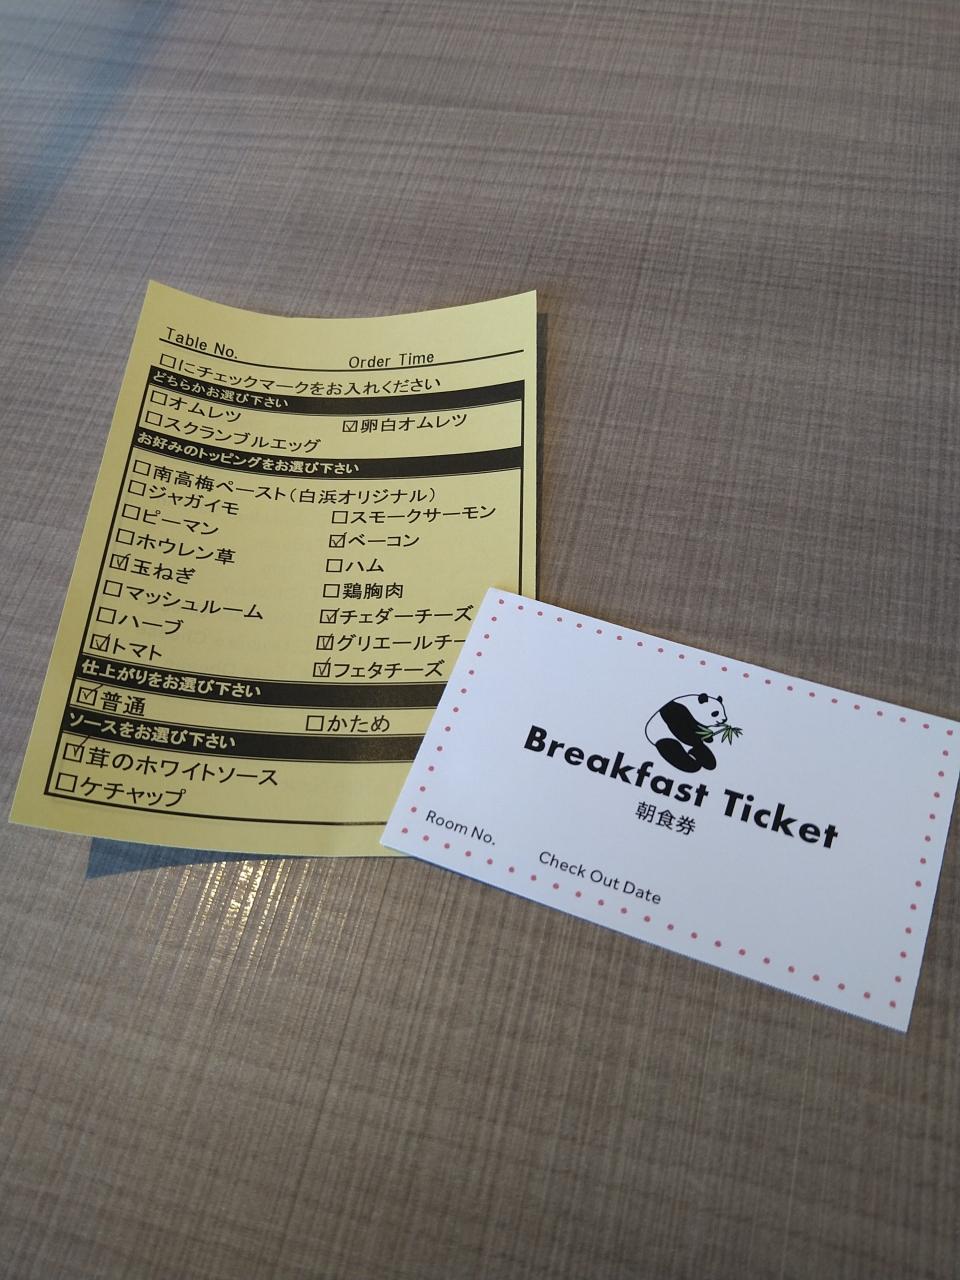 Table No. Order Time
□にチェックマークをお入れください
どちらかお選び下さい
□オムレツ ☑卵白オムレツ
□スクランブルエッグ
お好みのトッピングをお選び下さい
□南高梅ペースト（白浜オリジナル）
□ジャガイモ □スモークサーモン
□ピーマン ☑ベーコン
□ホウレン草 □ハム
☑玉ねぎ □鶏胸肉
□マッシュルーム ☑チェダーチーズ
□ハーブ ☑グリエールチー
☑トマト ☑フェタチーズ
仕上がりをお選び下さい
☑普通 □かため
ソースをお選び下さい
☑茸のホワイトソース
□ケチャップ
Breakfast Ticket
朝食券
Room No.
Check Out Date